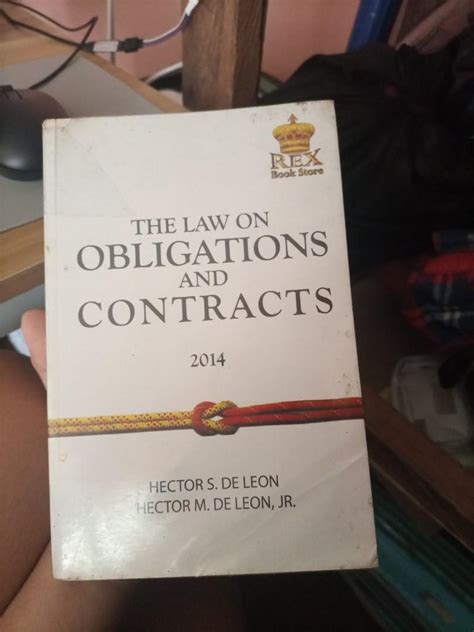 REX
Book Store
THE LAW ON
OBLIGATIONS
AND
CONTRACTS
2014
HECTOR S. DE LEON
HECTOR M. DE LEON, JR.